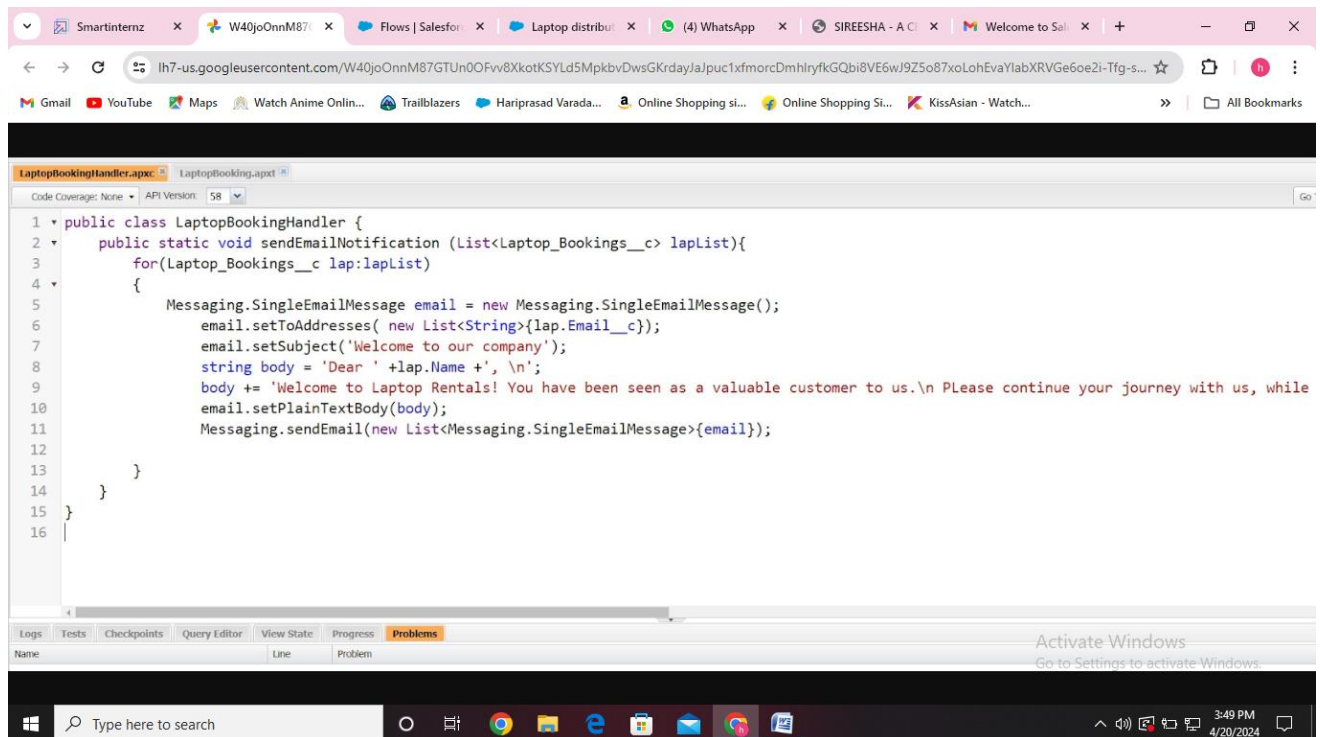 Smartinternz
W40joOnnM876
Flows | Salesfor
Laptop distribut
(4) WhatsApp
SIREESHA - A C
Welcome to Sal
lh7-us.googleusercontent.com/
Gmail
YouTube
Maps
Watch Anime Onlin...
Trailblazers
Hariprasad Varada...
Online Shopping si...
Online Shopping Si...
KissAsian - Watch...
»
All Bookmarks
LaptopBookingHandler.apxc
LaptopBooking.apxt
Code Coverage: None
API Version: 58
Go
1 public class LaptopBookingHandler {
2 public static void sendEmailNotification (List<Laptop_Bookings__c> lapList){
3 for(Laptop_Bookings__c lap:lapList)
4 {
5 Messaging.SingleEmailMessage email = new Messaging.SingleEmailMessage();
6 email.setToAddresses( new List<String>{lap.Email__c});
7 email.setSubject('Welcome to our company');
8 string body = 'Dear ' +lap.Name +', \n';
9 body += 'Welcome to Laptop Rentals! You have been seen as a valuable customer to us.\n PLease continue your journey with us, while
10 email.setPlainTextBody(body);
11 Messaging.sendEmail(new List<Messaging.SingleEmailMessage>{email});
12
13 }
14 }
15 }
16
Logs Tests Checkpoints Query Editor View State Progress Problems
Name Line Problem
Activate Windows
Go to Settings to activate Windows.
Type here to search
3:49 PM
4/20/2024